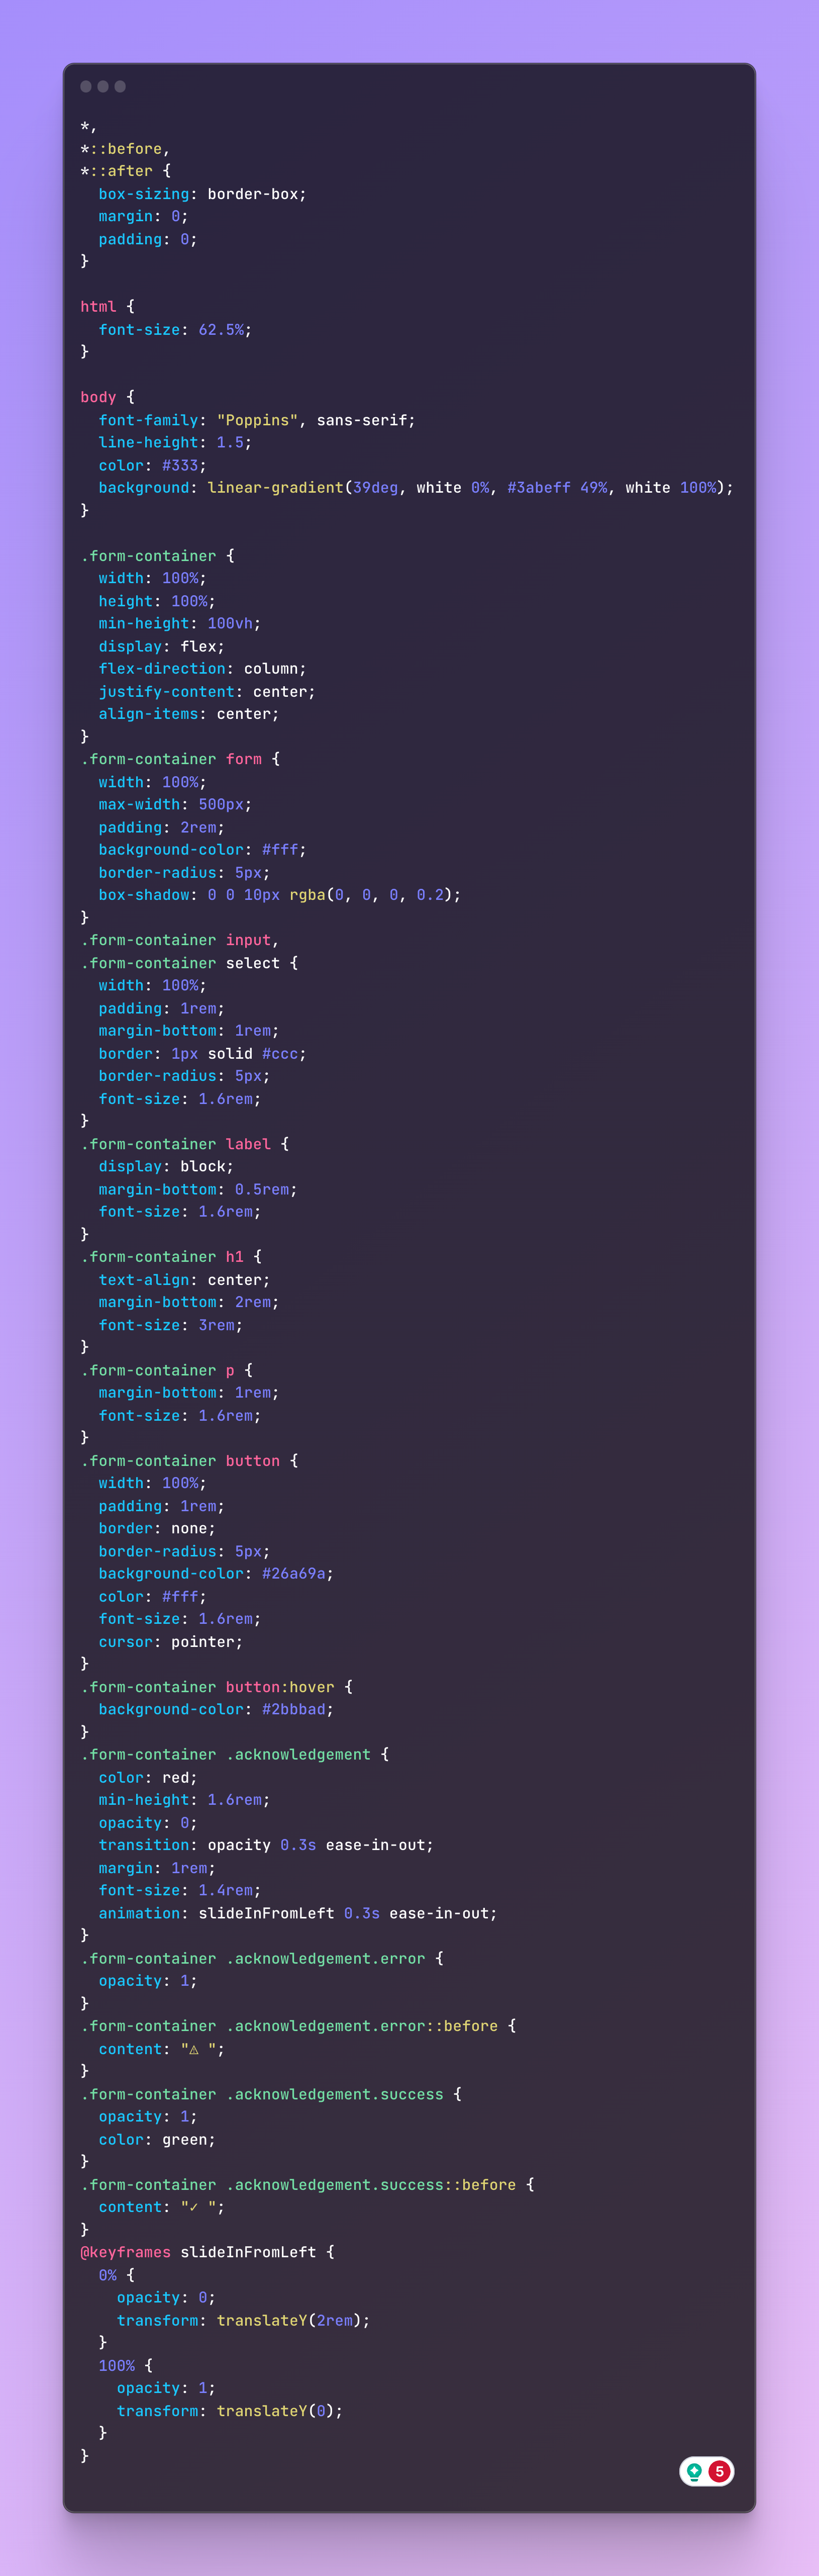 *,
*::before,
*::after {
  box-sizing: border-box;
  margin: 0;
  padding: 0;
}

html {
  font-size: 62.5%;
}

body {
  font-family: "Poppins", sans-serif;
  line-height: 1.5;
  color: #333;
  background: linear-gradient(39deg, white 0%, #3abeff 49%, white 100%);
}

.form-container {
  width: 100%;
  height: 100%;
  min-height: 100vh;
  display: flex;
  flex-direction: column;
  justify-content: center;
  align-items: center;
}
.form-container form {
  width: 100%;
  max-width: 500px;
  padding: 2rem;
  background-color: #fff;
  border-radius: 5px;
  box-shadow: 0 0 10px rgba(0, 0, 0, 0.2);
}
.form-container input,
.form-container select {
  width: 100%;
  padding: 1rem;
  margin-bottom: 1rem;
  border: 1px solid #ccc;
  border-radius: 5px;
  font-size: 1.6rem;
}
.form-container label {
  display: block;
  margin-bottom: 0.5rem;
  font-size: 1.6rem;
}
.form-container h1 {
  text-align: center;
  margin-bottom: 2rem;
  font-size: 3rem;
}
.form-container p {
  margin-bottom: 1rem;
  font-size: 1.6rem;
}
.form-container button {
  width: 100%;
  padding: 1rem;
  border: none;
  border-radius: 5px;
  background-color: #26a69a;
  color: #fff;
  font-size: 1.6rem;
  cursor: pointer;
}
.form-container button:hover {
  background-color: #2bbbad;
}
.form-container .acknowledgement {
  color: red;
  min-height: 1.6rem;
  opacity: 0;
  transition: opacity 0.3s ease-in-out;
  margin: 1rem;
  font-size: 1.4rem;
  animation: slideInFromLeft 0.3s ease-in-out;
}
.form-container .acknowledgement.error {
  opacity: 1;
}
.form-container .acknowledgement.error::before {
  content: "⚠ ";
}
.form-container .acknowledgement.success {
  opacity: 1;
  color: green;
}
.form-container .acknowledgement.success::before {
  content: "✓ ";
}
@keyframes slideInFromLeft {
  0% {
    opacity: 0;
    transform: translateY(2rem);
  }
  100% {
    opacity: 1;
    transform: translateY(0);
  }
}
5